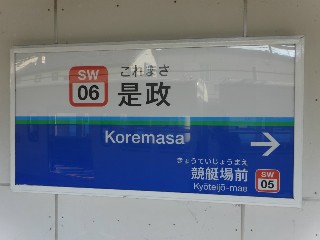 SW
06
これまさ
是政
Koremasa
→
きょうていじょうまえ
競艇場前
Kyōteijō-mae
SW
05